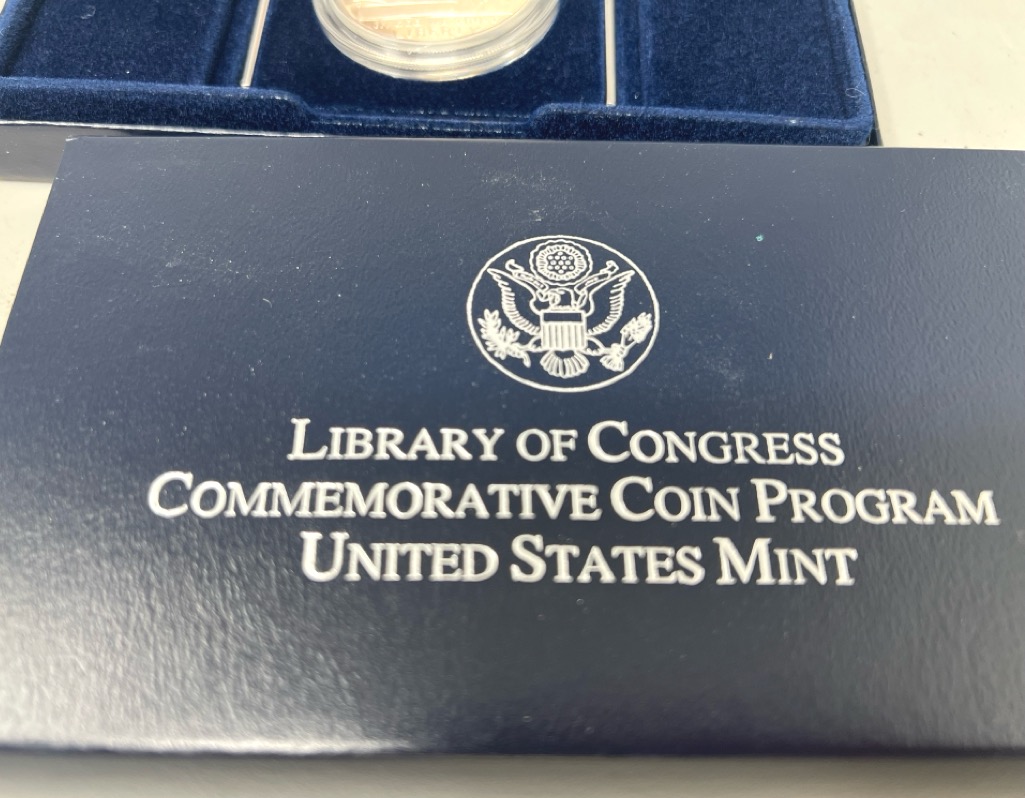 LIBRARY OF CONGRESS
COMMEMORATIVE COIN PROGRAM
UNITED STATES MINT